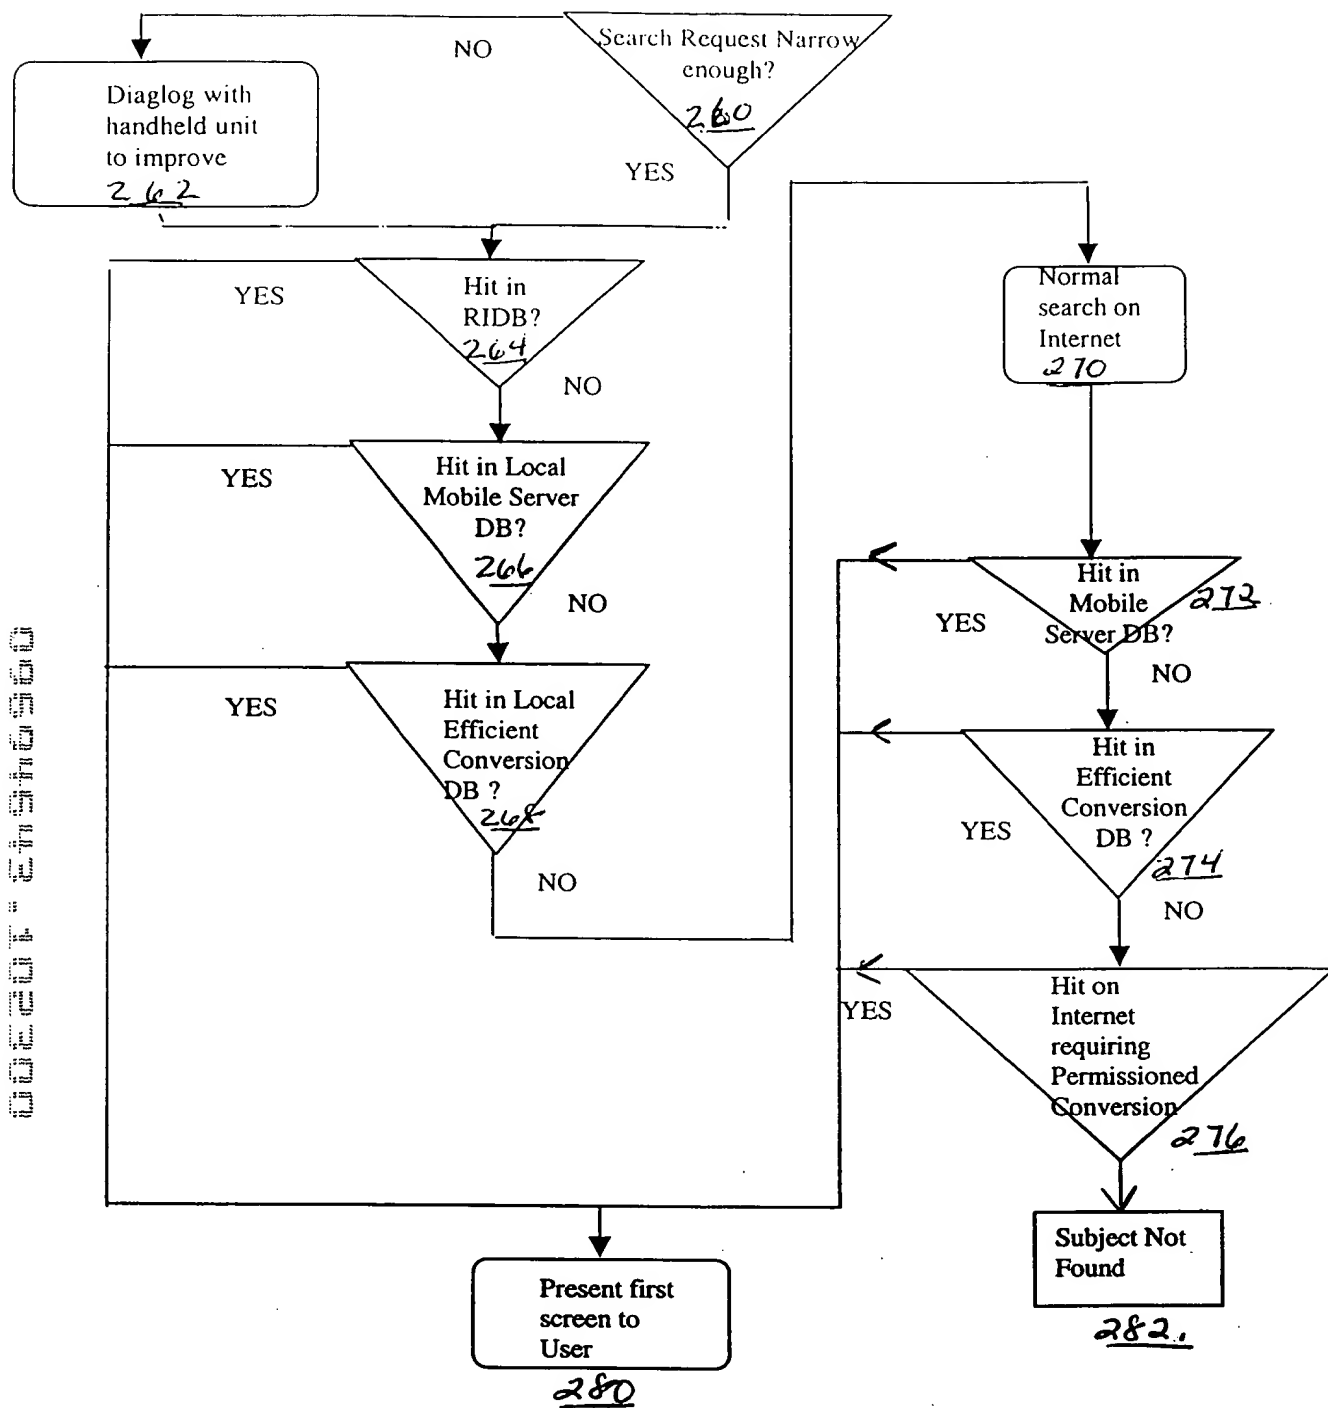 NO
Search Request Narrow
enough?
260
Diaglog with
handheld unit
to improve
262
YES
YES
Hit in
RIDB?
264
NO
Normal
search on
Internet
270
YES
Hit in Local
Mobile Server
DB?
266
NO
YES
Hit in
Mobile
Server DB?
272
NO
YES
Hit in Local
Efficient
Conversion
DB ?
268
NO
YES
Hit in
Efficient
Conversion
DB ?
274
NO
YES
Hit on
Internet
requiring
Permissioned
Conversion
276
Subject Not
Found
282.
Present first
screen to
User
280
09694543.102300